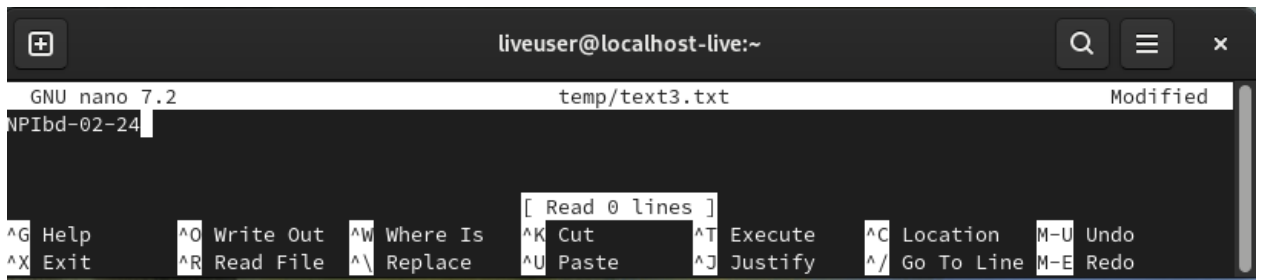 liveuser@localhost-live:~
GNU nano 7.2 temp/text3.txt Modified
NPIbd-02-24
[ Read 0 lines ]
^G Help ^O Write Out ^W Where Is ^K Cut ^T Execute ^C Location M-U Undo
^X Exit ^R Read File ^\ Replace ^U Paste ^J Justify ^/ Go To Line M-E Redo